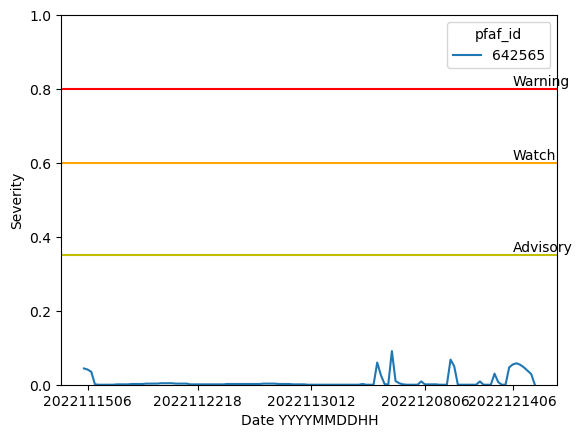 1.0
0.8
0.6
0.4
0.2
0.0
Severity
pfaf_id
642565
Warning
Watch
Advisory
2022111506 2022112218 2022113012 2022120806 2022121406
Date YYYYMMDDHH